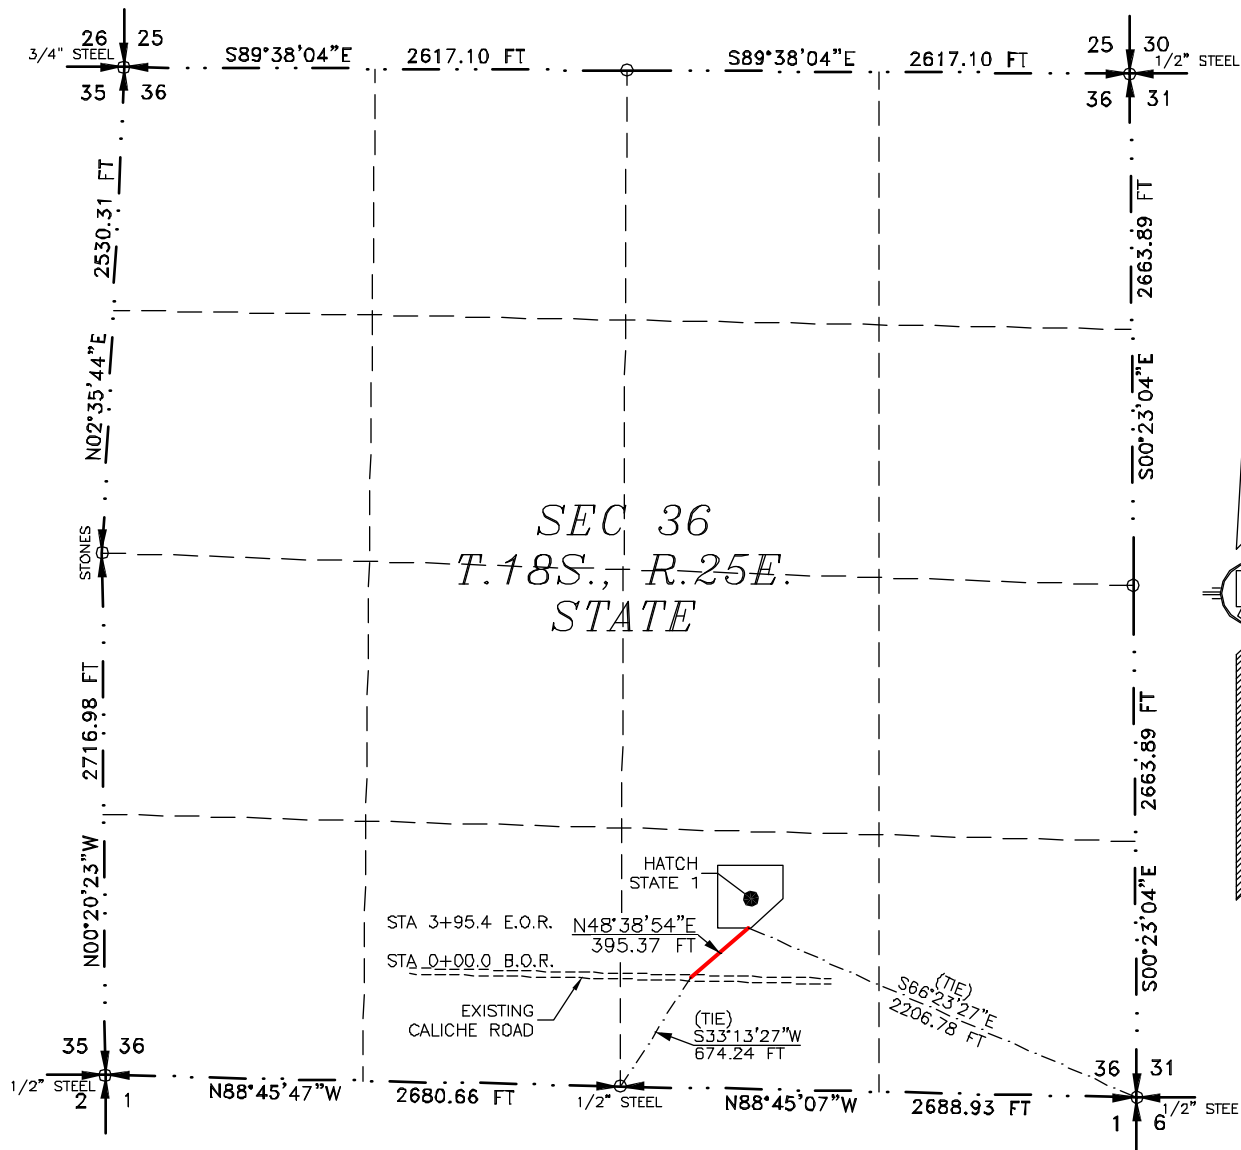 26 25
3/4" STEEL
35 36
S89°38'04"E 2617.10 FT
S89°38'04"E 2617.10 FT
25 30
1/2" STEEL
36 31
2530.31 FT
N02°35'44"E
2663.89 FT
S00°23'04"E
STONES
SEC 36
T.18S., R.25E.
STATE
2716.98 FT
N00°20'23"W
2663.89 FT
S00°23'04"E
HATCH
STATE 1
STA 3+95.4 E.O.R.
N48°38'54"E
395.37 FT
STA 0+00.0 B.O.R.
EXISTING
CALICHE ROAD
(TIE)
S33°13'27"W
674.24 FT
(TIE)
S66°23'27"E
2206.78 FT
35 36
1/2" STEEL
2 1
N88°45'47"W 2680.66 FT
1/2" STEEL
N88°45'07"W 2688.93 FT
36 31
1/2" STEE
1 6